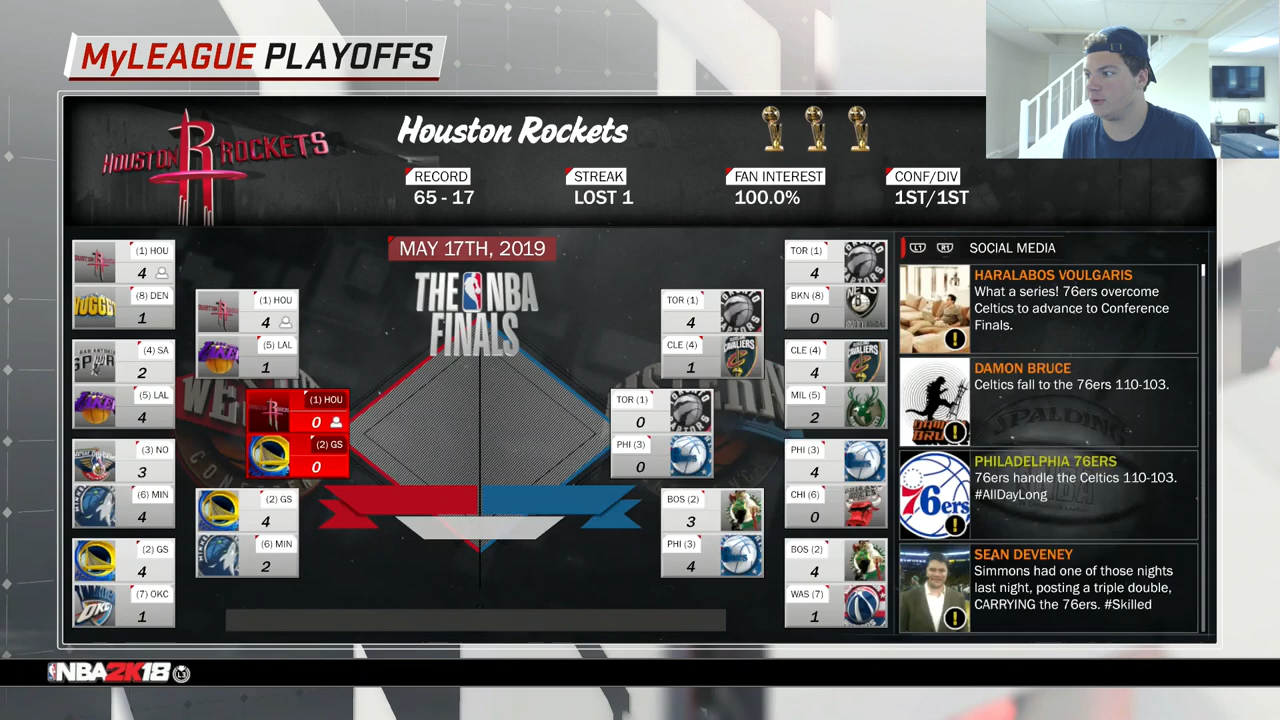 MyLEAGUE PLAYOFFS
HOUSTON ROCKETS
Houston Rockets
RECORD
65 - 17
STREAK
LOST 1
FAN INTEREST
100.0%
CONF/DIV
1ST/1ST
MAY 17TH, 2019
THE NBA
FINALS
(1) HOU
4
(8) DEN
1
(4) SA
2
(5) LAL
4
(3) NO
3
(6) MIN
4
(2) GS
4
(7) OKC
1
(1) HOU
4
(5) LAL
1
(2) GS
4
(6) MIN
2
(1) HOU
0
(2) GS
0
TOR (1)
0
PHI (3)
0
TOR (1)
4
CLE (4)
1
BOS (2)
3
PHI (3)
4
TOR (1)
4
BKN (8)
0
CLE (4)
4
MIL (5)
2
PHI (3)
4
CHI (6)
0
BOS (2)
4
WAS (7)
1
L1 R1 SOCIAL MEDIA
HARALABOS VOULGARIS
What a series! 76ers overcome
Celtics to advance to Conference
Finals.
DAMON BRUCE
Celtics fall to the 76ers 110-103.
PHILADELPHIA 76ERS
76ers handle the Celtics 110-103.
#AllDayLong
SEAN DEVENEY
Simmons had one of those nights
last night, posting a triple double,
CARRYING the 76ers. #Skilled
SPALDING
NBA2K18